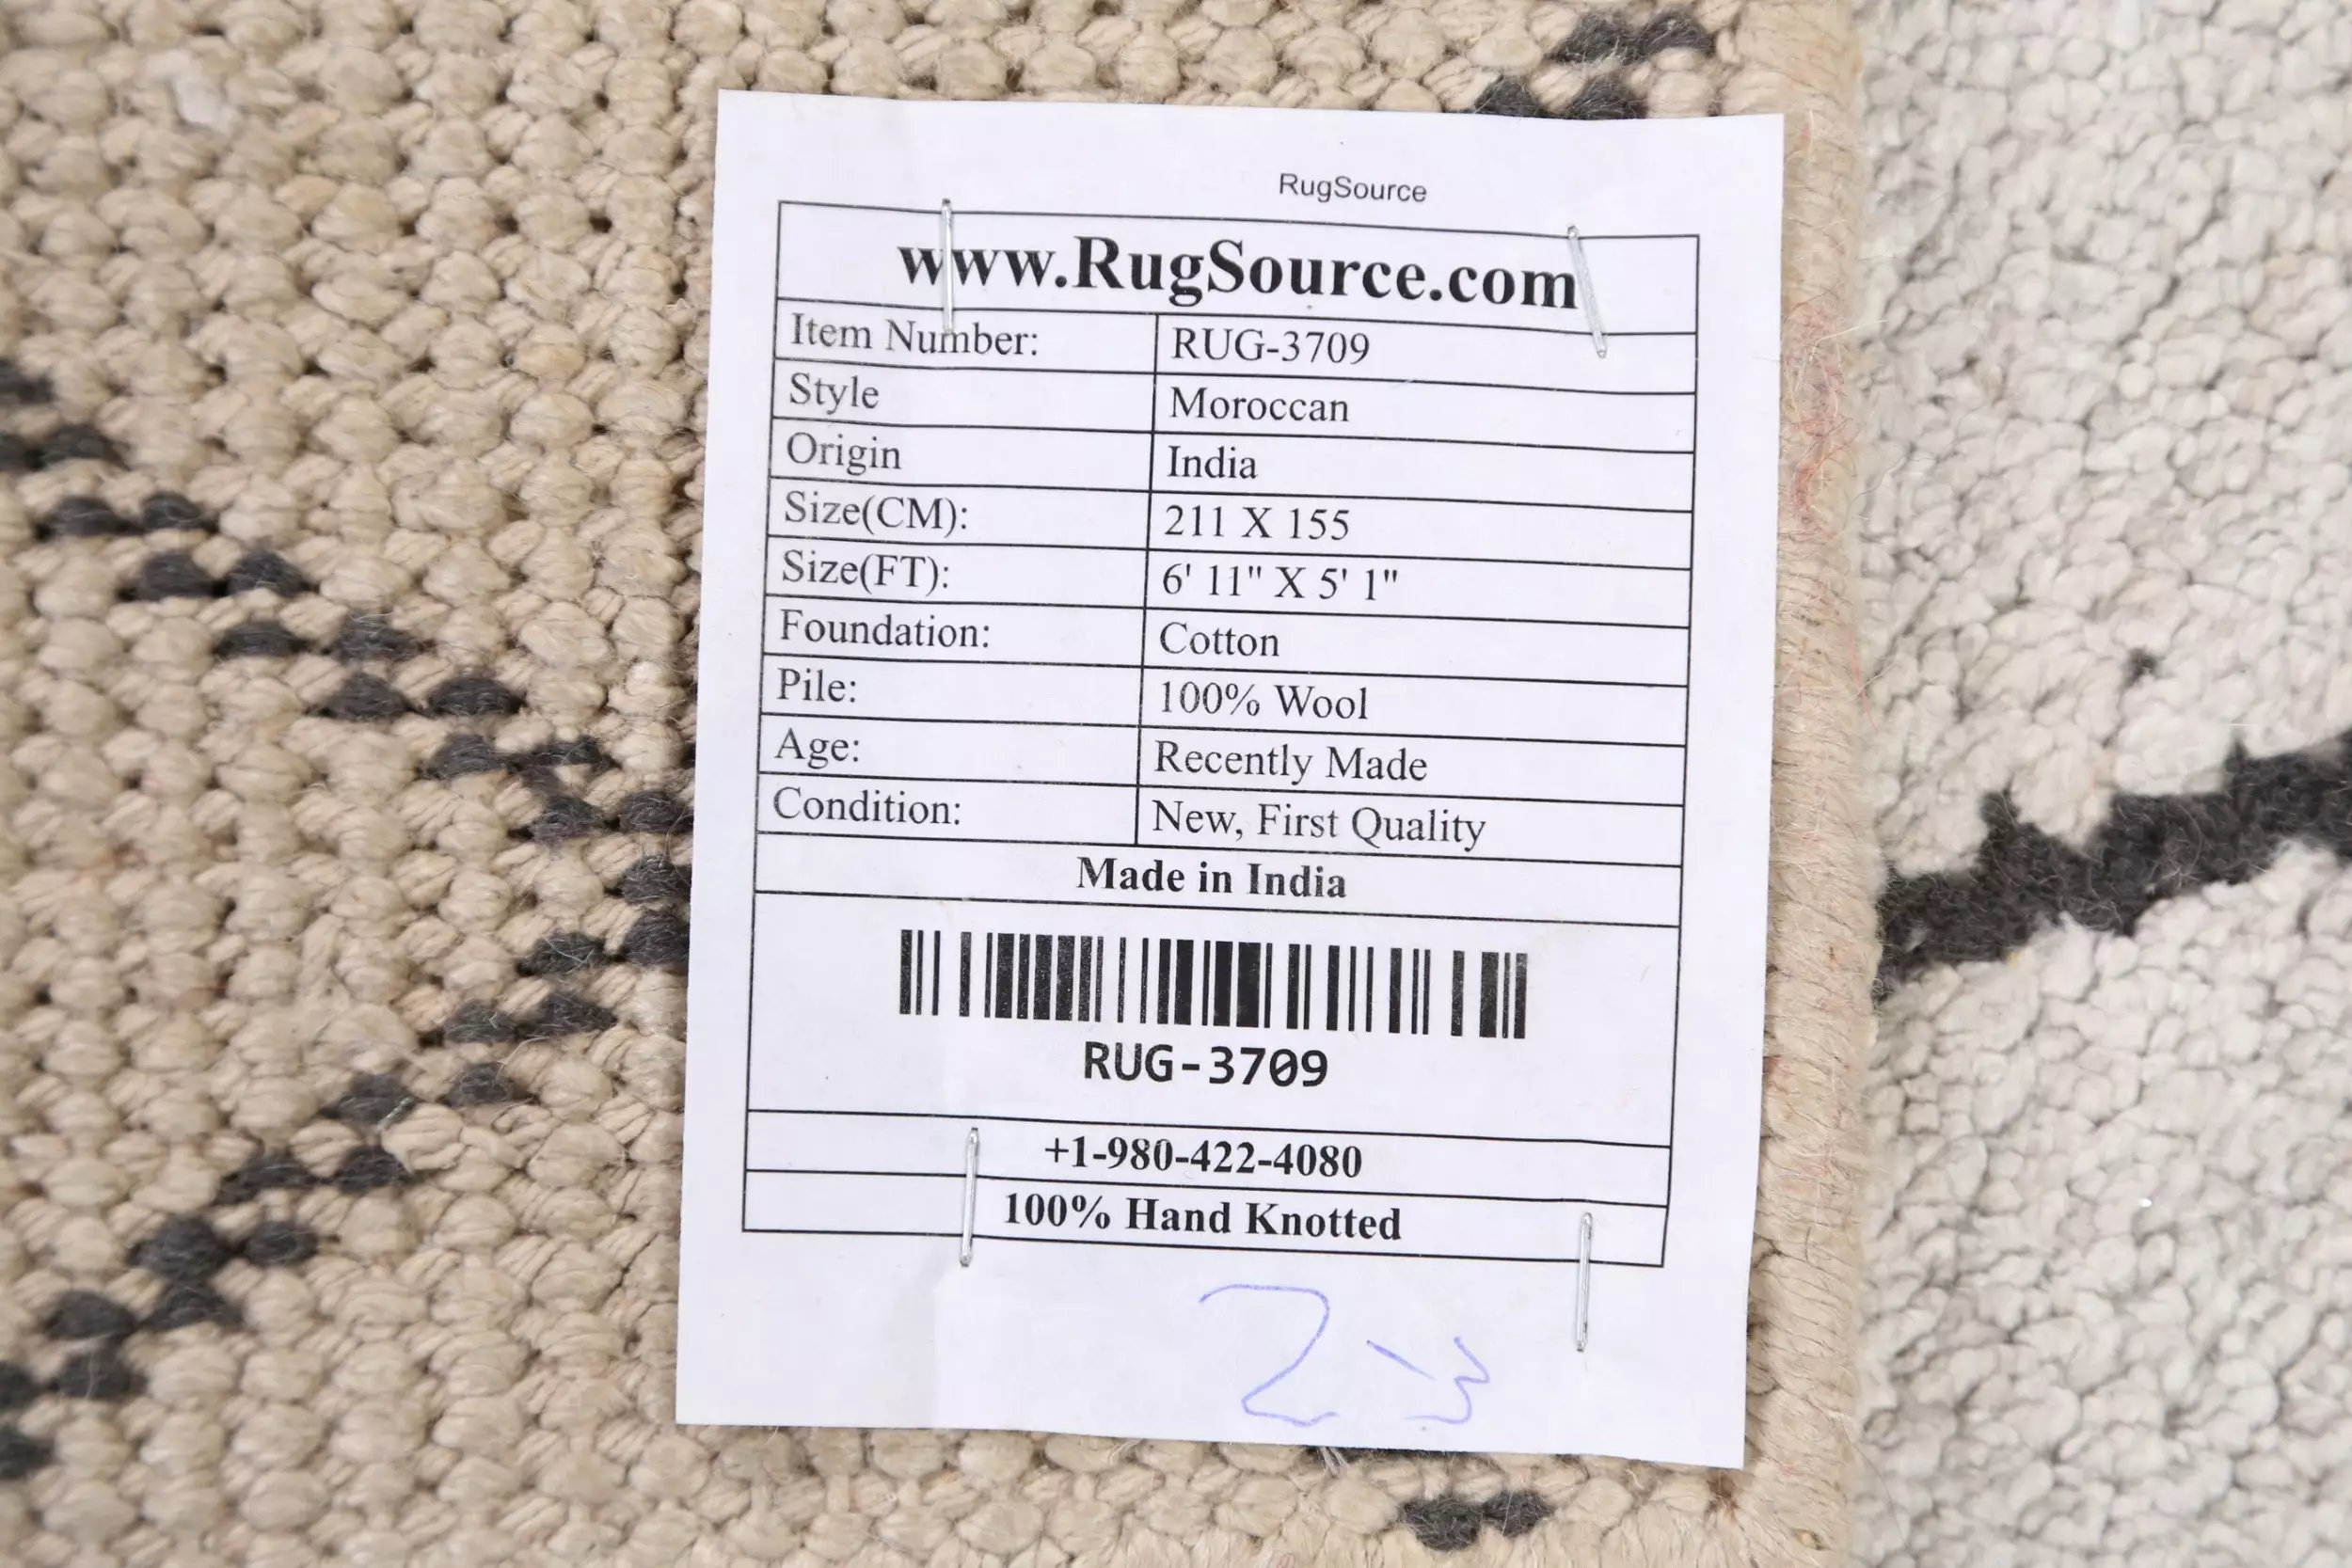 RugSource
www.RugSource.com
Item Number: RUG-3709
Style Moroccan
Origin India
Size(CM): 211 X 155
Size(FT): 6' 11" X 5' 1"
Foundation: Cotton
Pile: 100% Wool
Age: Recently Made
Condition: New, First Quality
Made in India
RUG-3709
+1-980-422-4080
100% Hand Knotted